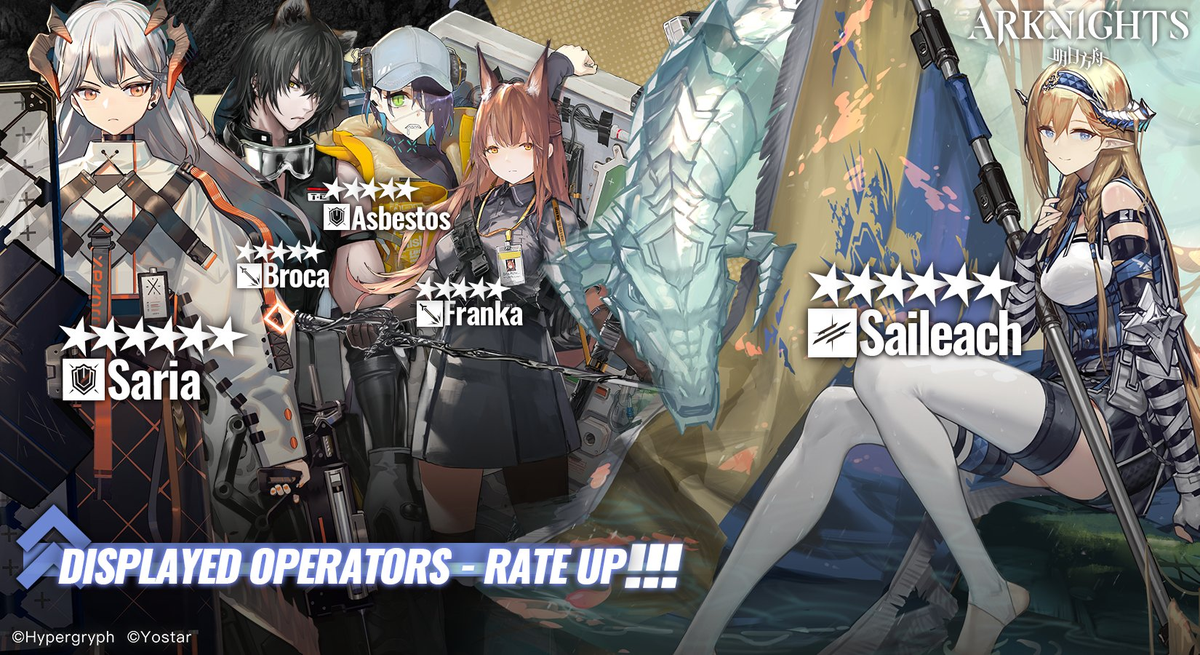 ARKNIGHTS
明日方舟
★★★★★
Asbestos
★★★★★
Broca
★★★★★
Franka
★★★★★★
Saileach
★★★★★★
Saria
DISPLAYED OPERATORS - RATE UP!!!
©Hypergryph ©Yostar